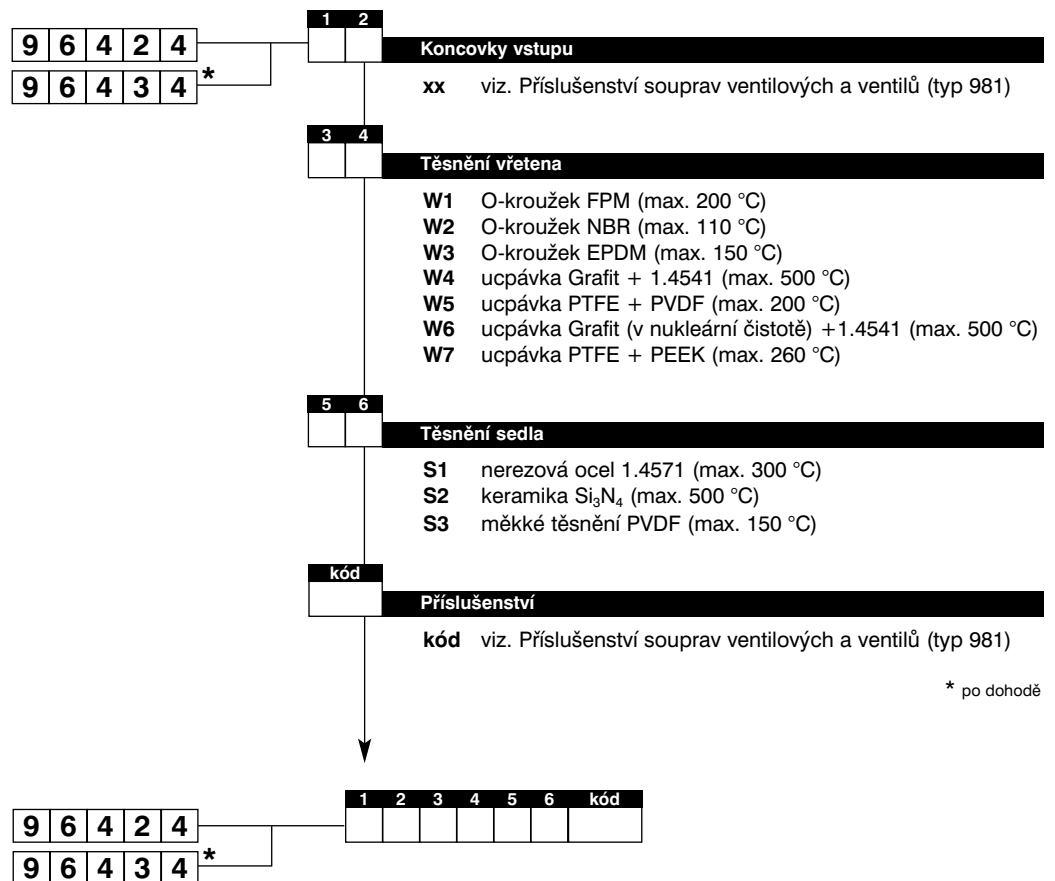 1 2
9 6 4 2 4
Koncovky vstupu
9 6 4 3 4 *
xx viz. Příslušenství souprav ventilových a ventilů (typ 981)
3 4
Těsnění vřetena
W1 O-kroužek FPM (max. 200 °C)
W2 O-kroužek NBR (max. 110 °C)
W3 O-kroužek EPDM (max. 150 °C)
W4 ucpávka Grafit + 1.4541 (max. 500 °C)
W5 ucpávka PTFE + PVDF (max. 200 °C)
W6 ucpávka Grafit (v nukleární čistotě) +1.4541 (max. 500 °C)
W7 ucpávka PTFE + PEEK (max. 260 °C)
5 6
Těsnění sedla
S1 nerezová ocel 1.4571 (max. 300 °C)
S2 keramika Si₃N₄ (max. 500 °C)
S3 měkké těsnění PVDF (max. 150 °C)
kód
Příslušenství
kód viz. Příslušenství souprav ventilových a ventilů (typ 981)
* po dohodě
1 2 3 4 5 6 kód
9 6 4 2 4
9 6 4 3 4 *